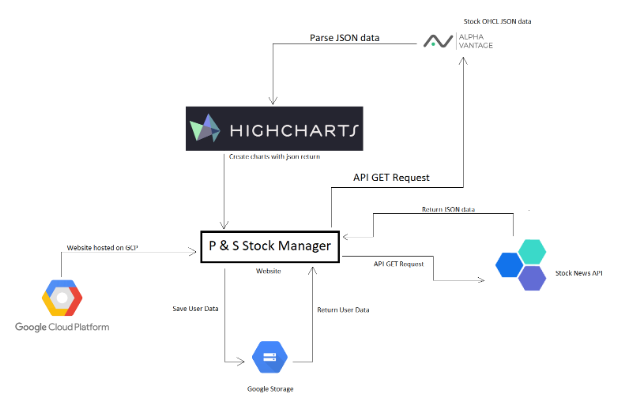 Stock OHCL JSON data
Parse JSON data
ALPHA
VANTAGE
HIGHCHARTS
Create charts with json return
API GET Request
Return JSON data
P & S Stock Manager
Website hosted on GCP
API GET Request
Website
Stock News API
Save User Data
Return User Data
Google Cloud Platform
Google Storage